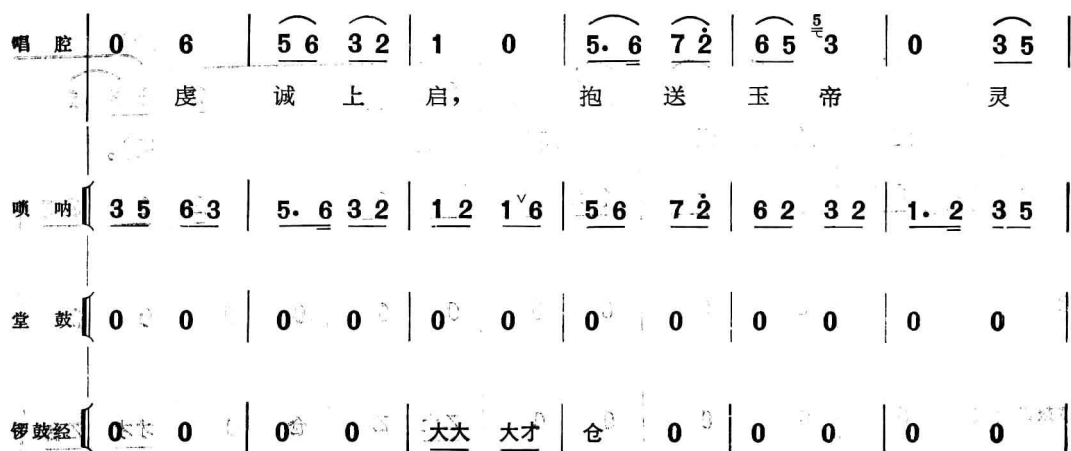 唱腔 0 6 | 5 6 3 2 | 1 0 | 5. 6 7 2̇ | 6 5 5 3 | 0 3 5 |
虔 诚 上 启， 抱 送 玉 帝 灵
唢呐 3 5 6 3 | 5. 6 3 2 | 1 2 1 ˅ 6 | 5 6 7 2̇ | 6 2 3 2 | 1. 2 3 5 |
堂鼓 0 0 | 0 0 | 0 0 | 0 0 | 0 0 | 0 0 |
锣鼓经 0 0 | 0 0 | 大大 大才 | 仓 0 | 0 0 | 0 0 |